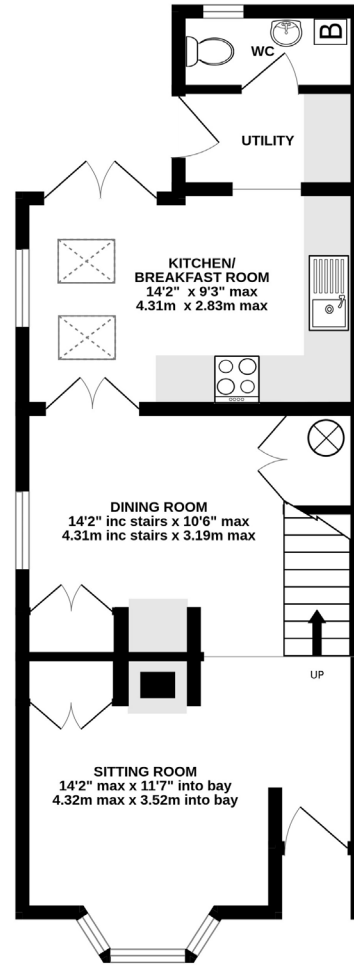 B
WC
UTILITY
KITCHEN/
BREAKFAST ROOM
14'2" x 9'3" max
4.31m x 2.83m max
DINING ROOM
14'2" inc stairs x 10'6" max
4.31m inc stairs x 3.19m max
UP
SITTING ROOM
14'2" max x 11'7" into bay
4.32m max x 3.52m into bay